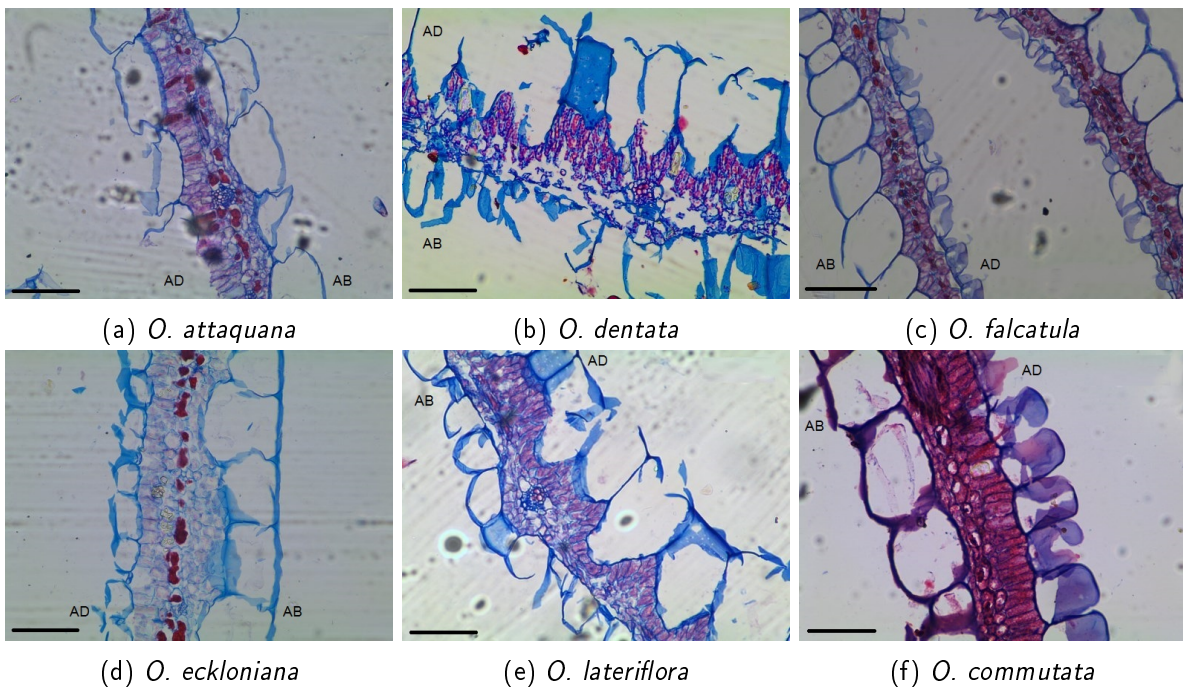 AD AB
AD
AB
AB AD
(a) O. attaquana
(b) O. dentata
(c) O. falcatula
AD AB
AD
AB
AD
AB
(d) O. eckloniana
(e) O. lateriflora
(f) O. commutata